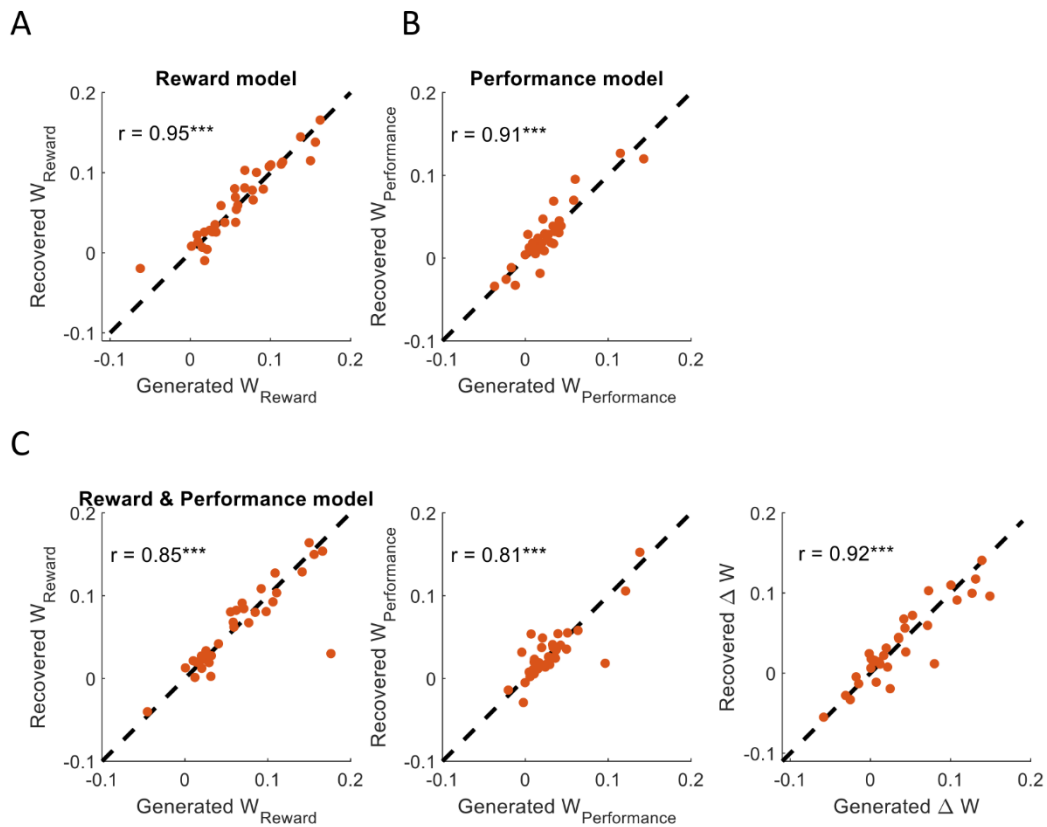 A
B
Reward model
Performance model
0.2
r = 0.95***
0.1
0
-0.1
Recovered W_Reward
-0.1 0 0.1 0.2
Generated W_Reward
0.2
r = 0.91***
0.1
0
-0.1
Recovered W_Performance
-0.1 0 0.1 0.2
Generated W_Performance
C
Reward & Performance model
0.2
r = 0.85***
0.1
0
-0.1
Recovered W_Reward
-0.1 0 0.1 0.2
Generated W_Reward
0.2
r = 0.81***
0.1
0
-0.1
Recovered W_Performance
-0.1 0 0.1 0.2
Generated W_Performance
0.2
r = 0.92***
0.1
0
-0.1
Recovered Δ W
-0.1 0 0.1 0.2
Generated Δ W